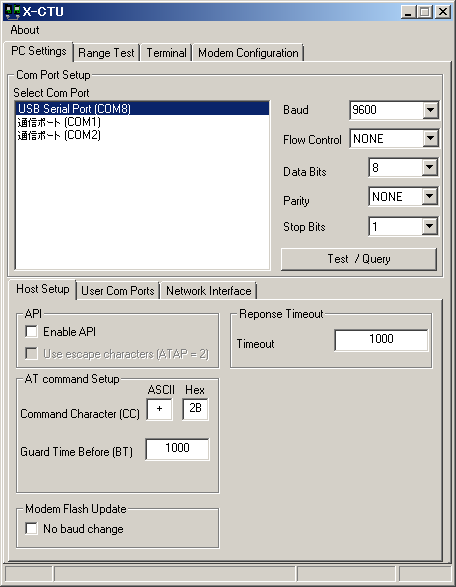 X-CTU
About
PC Settings Range Test Terminal Modem Configuration
Com Port Setup
Select Com Port
USB Serial Port (COM8)
通信ポート (COM1)
通信ポート (COM2)
Baud 9600
Flow Control NONE
Data Bits 8
Parity NONE
Stop Bits 1
Test / Query
Host Setup User Com Ports Network Interface
API
Enable API
Use escape characters (ATAP = 2)
Reponse Timeout
Timeout 1000
AT command Setup
ASCII Hex
Command Character (CC) + 2B
Guard Time Before (BT) 1000
Modem Flash Update
No baud change